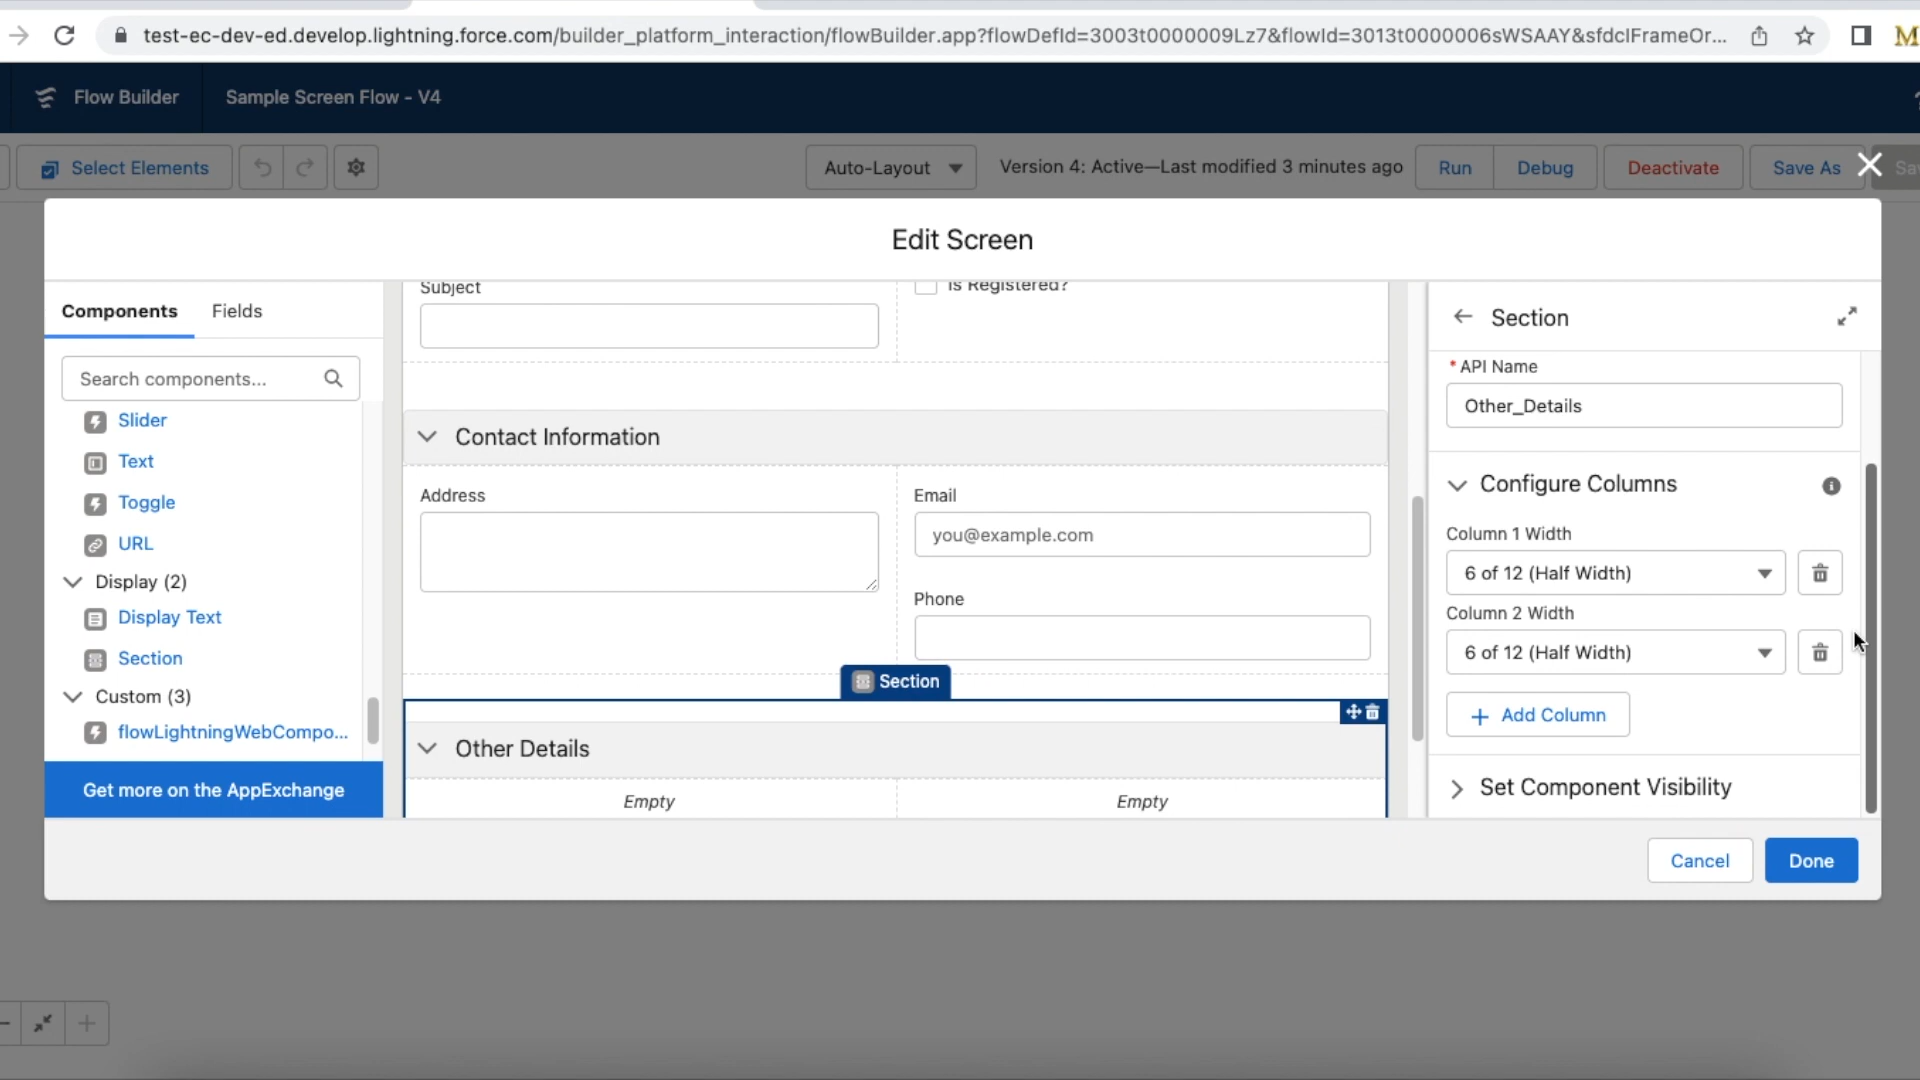 test-ec-dev-ed.develop.lightning.force.com/builder_platform_interaction/flowBuilder.app?flowDefId=3003t0000009Lz7&flowId=3013t0000006sWSAAY&sfdcIFrameOr...
M
Flow Builder
Sample Screen Flow - V4
?
Select Elements
Auto-Layout
Version 4: Active—Last modified 3 minutes ago
Run
Debug
Deactivate
Save As
Sav
Edit Screen
Components
Fields
Search components...
Slider
Text
Toggle
URL
Display (2)
Display Text
Section
Custom (3)
flowLightningWebCompo...
Get more on the AppExchange
Subject
Is Registered?
Contact Information
Address
Email
you@example.com
Phone
Section
Other Details
Empty
Empty
Section
* API Name
Other_Details
Configure Columns
Column 1 Width
6 of 12 (Half Width)
Column 2 Width
6 of 12 (Half Width)
+ Add Column
Set Component Visibility
Cancel
Done